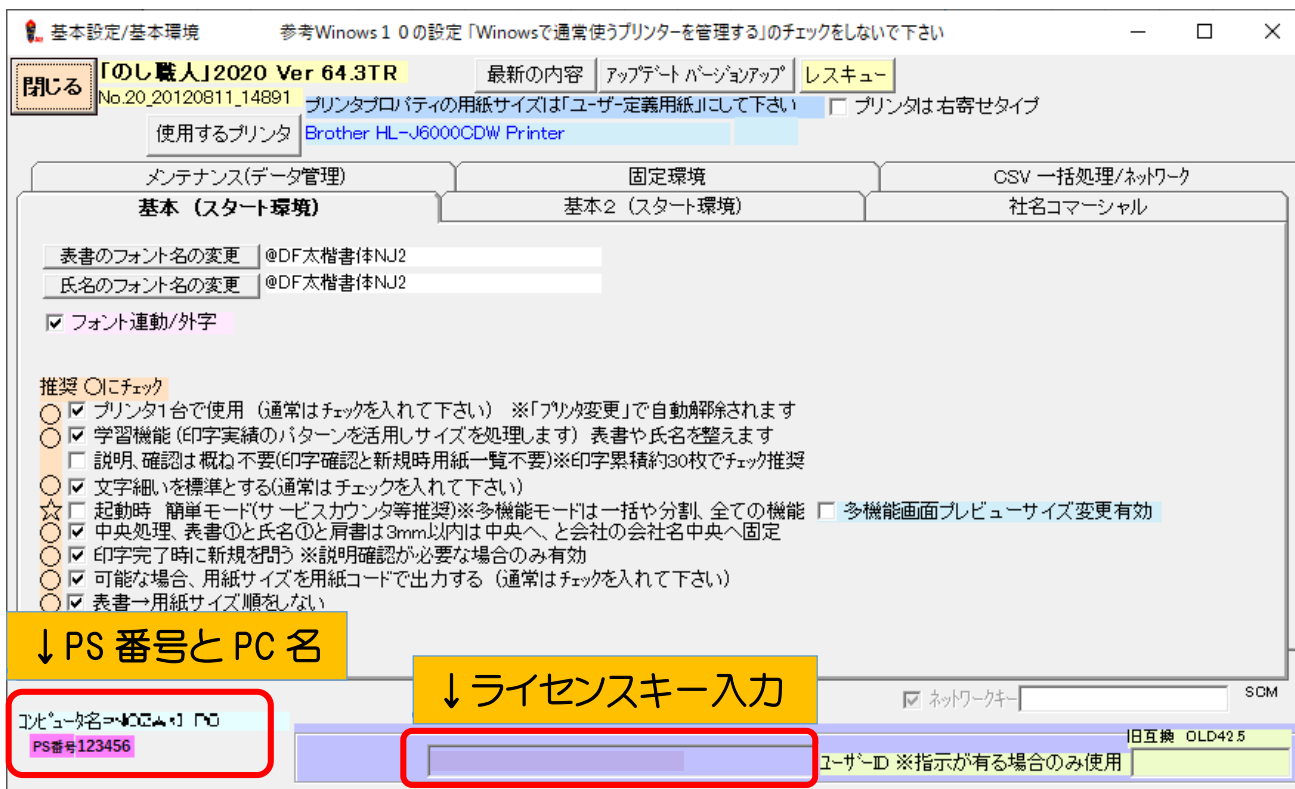 基本設定/基本環境 参考Winows10の設定 「Winowsで通常使うプリンターを管理する」のチェックをしないで下さい
閉じる
「のし職人」2020 Ver 64.3TR
最新の内容
アップデート バージョンアップ
レスキュー
No.20_20120811_14891
プリンタプロパティの用紙サイズは「ユーザー定義用紙」にして下さい
プリンタは右寄せタイプ
使用するプリンタ
Brother HL-J6000CDW Printer
メンテナンス(データ管理)
固定環境
CSV 一括処理/ネットワーク
基本（スタート環境)
基本2（スタート環境)
社名コマーシャル
表書のフォント名の変更
@DF太楷書体NJ2
氏名のフォント名の変更
@DF太楷書体NJ2
フォント連動/外字
推奨 〇にチェック
〇 プリンタ1台で使用（通常はチェックを入れて下さい） ※「プリンタ変更」で自動解除されます
〇 学習機能 (印字実績のパターンを活用しサイズを処理します) 表書や氏名を整えます
説明、確認は概ね不要(印字確認と新規時用紙一覧不要)※印字累積約30枚でチェック推奨
〇 文字細いを標準とする(通常はチェックを入れて下さい)
☆ 起動時 簡単モード(サービスカウンタ等推奨)※多機能モードは一括や分割、全ての機能
多機能画面プレビューサイズ変更有効
〇 中央処理、表書①と氏名①と肩書は3mm以内は中央へ、と会社の会社名中央へ固定
〇 印字完了時に新規を問う ※説明確認が必要な場合のみ有効
〇 可能な場合、用紙サイズを用紙コードで出力する（通常はチェックを入れて下さい)
〇 表書→用紙サイズ順をしない
↓PS 番号と PC 名
↓ライセンスキー入力
ネットワークキー
SCM
コンピュータ名=
PS番号123456
旧互換 OLD425
ユーザーID ※指示が有る場合のみ使用